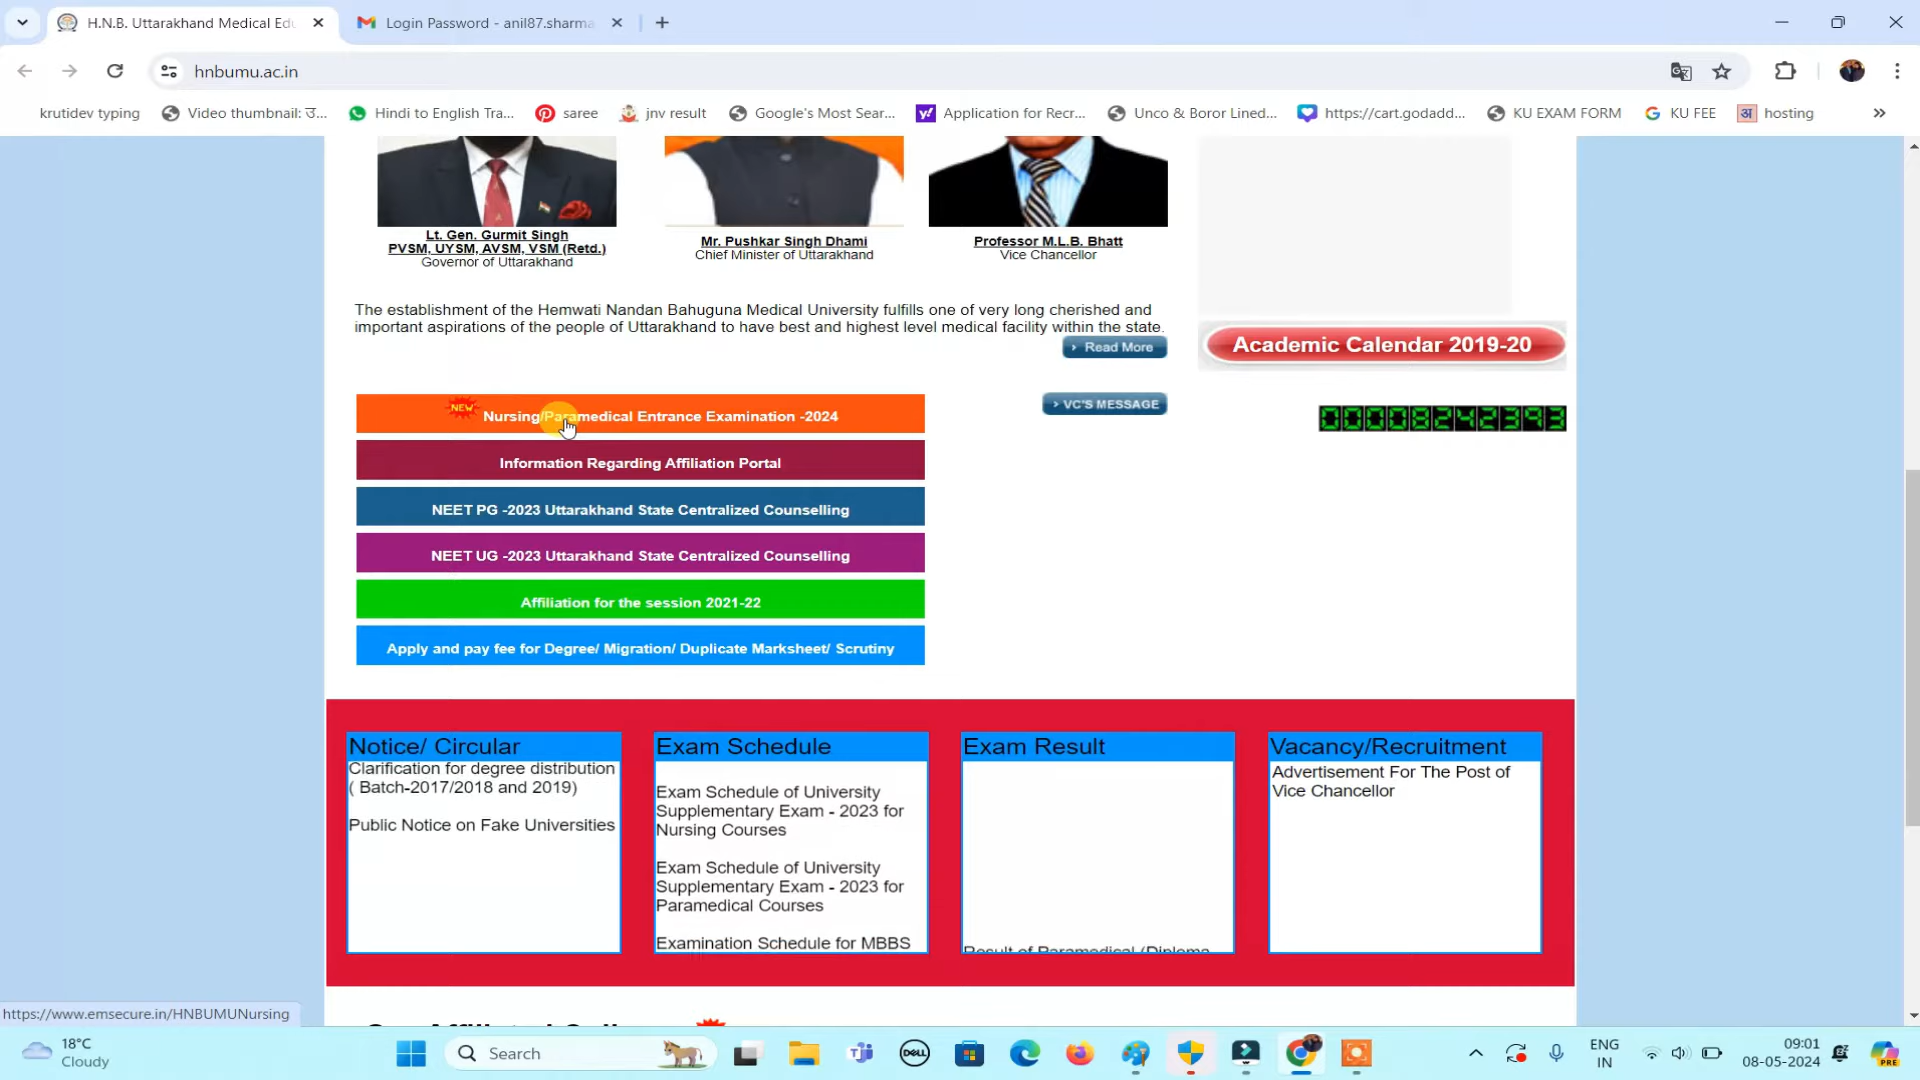 H.N.B. Uttarakhand Medical Edu
Login Password - anil87.sharma
hnbumu.ac.in
krutidev typing
Video thumbnail: उ...
Hindi to English Tra...
saree
jnv result
Google's Most Sear...
Application for Recr...
Unco & Boror Lined...
https://cart.godadd...
KU EXAM FORM
KU FEE
hosting
Lt. Gen. Gurmit Singh
PVSM, UYSM, AVSM, VSM (Retd.)
Governor of Uttarakhand
Mr. Pushkar Singh Dhami
Chief Minister of Uttarakhand
Professor M.L.B. Bhatt
Vice Chancellor
The establishment of the Hemwati Nandan Bahuguna Medical University fulfills one of very long cherished and
important aspirations of the people of Uttarakhand to have best and highest level medical facility within the state.
Read More
Academic Calendar 2019-20
VC'S MESSAGE
00008242393
NEW
Nursing/Paramedical Entrance Examination -2024
Information Regarding Affiliation Portal
NEET PG -2023 Uttarakhand State Centralized Counselling
NEET UG -2023 Uttarakhand State Centralized Counselling
Affiliation for the session 2021-22
Apply and pay fee for Degree/ Migration/ Duplicate Marksheet/ Scrutiny
Notice/ Circular
Clarification for degree distribution
( Batch-2017/2018 and 2019)
Public Notice on Fake Universities
Exam Schedule
Exam Schedule of University
Supplementary Exam - 2023 for
Nursing Courses
Exam Schedule of University
Supplementary Exam - 2023 for
Paramedical Courses
Examination Schedule for MBBS
Exam Result
Result of Paramedical (Diploma
Vacancy/Recruitment
Advertisement For The Post of
Vice Chancellor
https://www.emsecure.in/HNBUMUNursing
18°C
Cloudy
Search
DELL
ENG
IN
09:01
08-05-2024
PRE